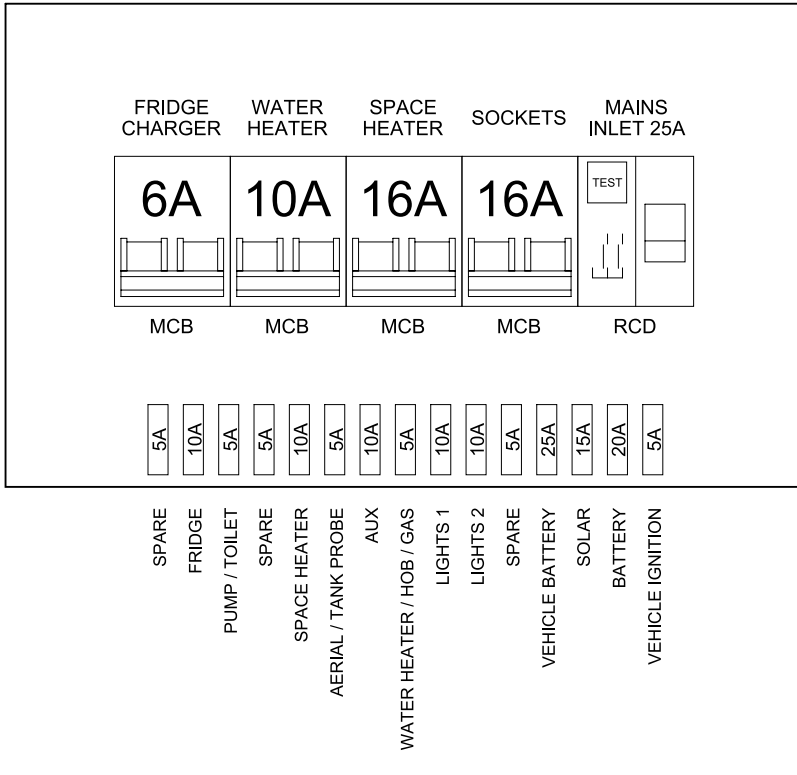 FRIDGE CHARGER
WATER HEATER
SPACE HEATER
SOCKETS
MAINS INLET 25A
6A
10A
16A
16A
TEST
MCB
MCB
MCB
MCB
RCD
5A
10A
5A
5A
10A
5A
10A
5A
10A
10A
5A
25A
15A
20A
5A
SPARE
FRIDGE
PUMP / TOILET
SPARE
SPACE HEATER
AERIAL / TANK PROBE
AUX
WATER HEATER / HOB / GAS
LIGHTS 1
LIGHTS 2
SPARE
VEHICLE BATTERY
SOLAR
BATTERY
VEHICLE IGNITION